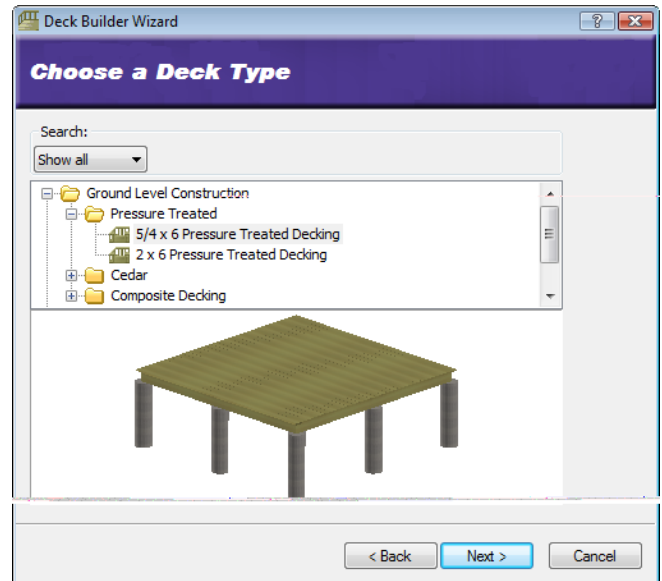 Deck Builder Wizard
Choose a Deck Type
Search:
Show all
Ground Level Construction
Pressure Treated
5/4 x 6 Pressure Treated Decking
2 x 6 Pressure Treated Decking
Cedar
Composite Decking
< Back Next > Cancel